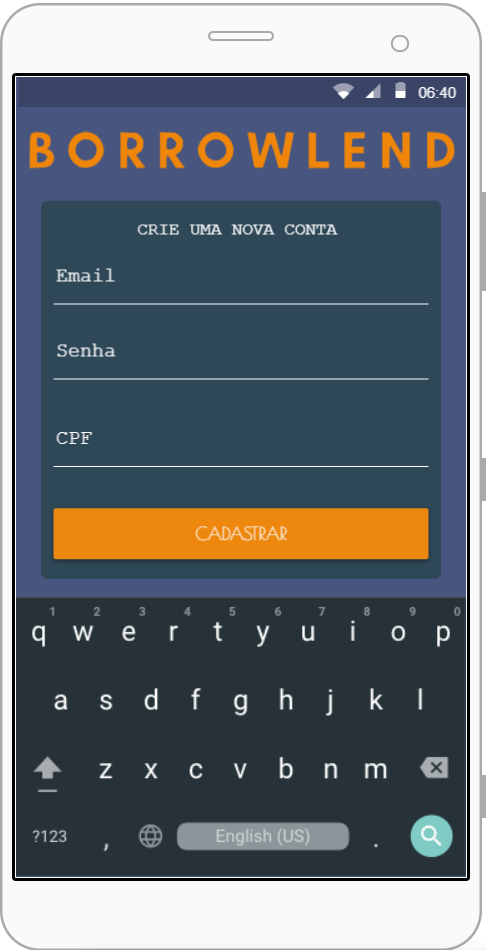 06:40
BORROWLEND
CRIE UMA NOVA CONTA
Email
Senha
CPF
CADASTRAR
1 2 3 4 5 6 7 8 9 0
q w e r t y u i o p
a s d f g h j k l
z x c v b n m
?123 , English (US) .